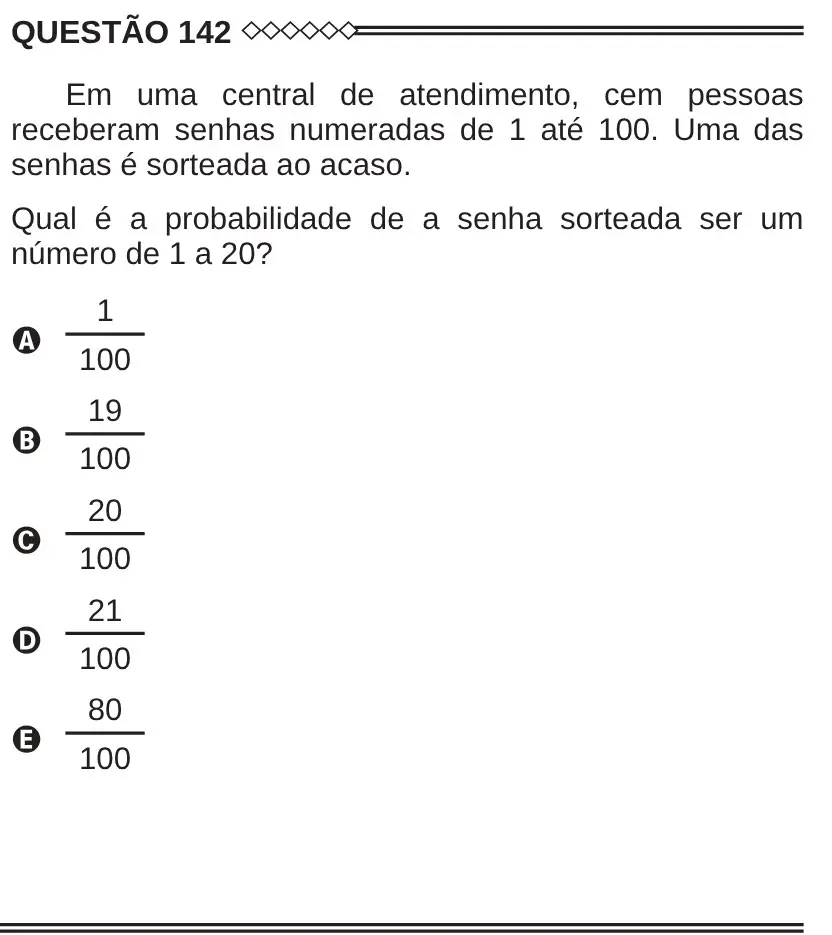 QUESTÃO 142
Em uma central de atendimento, cem pessoas
receberam senhas numeradas de 1 até 100. Uma das
senhas é sorteada ao acaso.
Qual é a probabilidade de a senha sorteada ser um
número de 1 a 20?
A 1
100
B 19
100
C 20
100
D 21
100
E 80
100